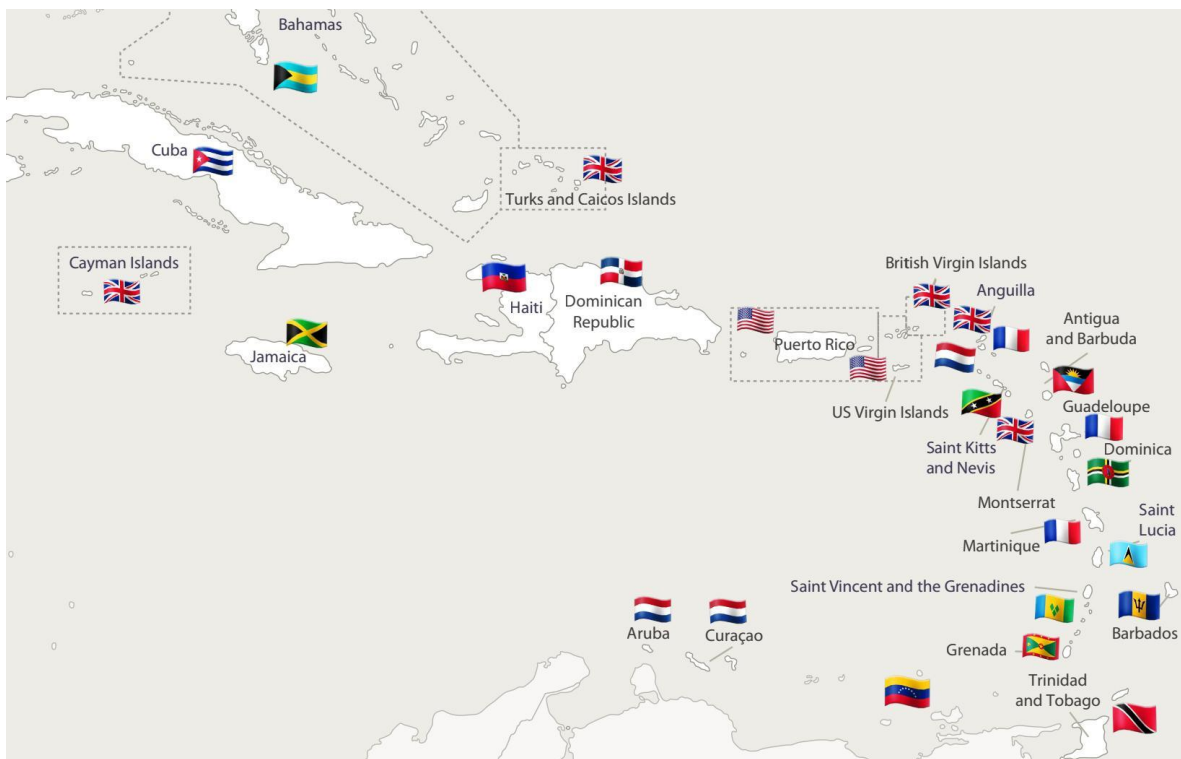 Bahamas
Cuba
Turks and Caicos Islands
Cayman Islands
British Virgin Islands
Anguilla
Haiti
Dominican
Republic
Antigua
and Barbuda
Jamaica
Puerto Rico
US Virgin Islands
Guadeloupe
Saint Kitts
and Nevis
Dominica
Montserrat
Saint
Lucia
Martinique
Saint Vincent and the Grenadines
Aruba
Curaçao
Barbados
Grenada
Trinidad
and Tobago